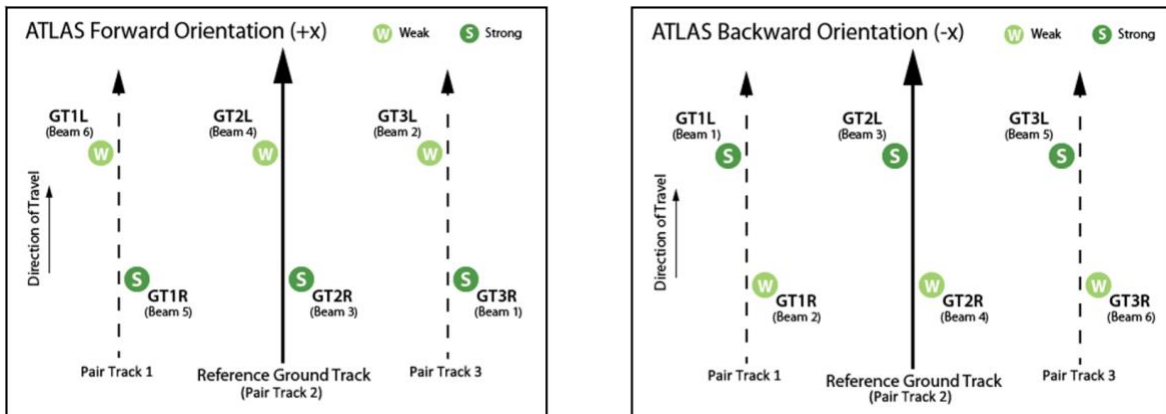 ATLAS Forward Orientation (+x)
W Weak
S Strong
GT1L
(Beam 6)
W
GT2L
(Beam 4)
W
GT3L
(Beam 2)
W
Direction of Travel
S
GT1R
(Beam 5)
S
GT2R
(Beam 3)
S
GT3R
(Beam 1)
Pair Track 1
Reference Ground Track
(Pair Track 2)
Pair Track 3
ATLAS Backward Orientation (-x)
W Weak
S Strong
GT1L
(Beam 1)
S
GT2L
(Beam 3)
S
GT3L
(Beam 5)
S
Direction of Travel
W
GT1R
(Beam 2)
W
GT2R
(Beam 4)
W
GT3R
(Beam 6)
Pair Track 1
Reference Ground Track
(Pair Track 2)
Pair Track 3